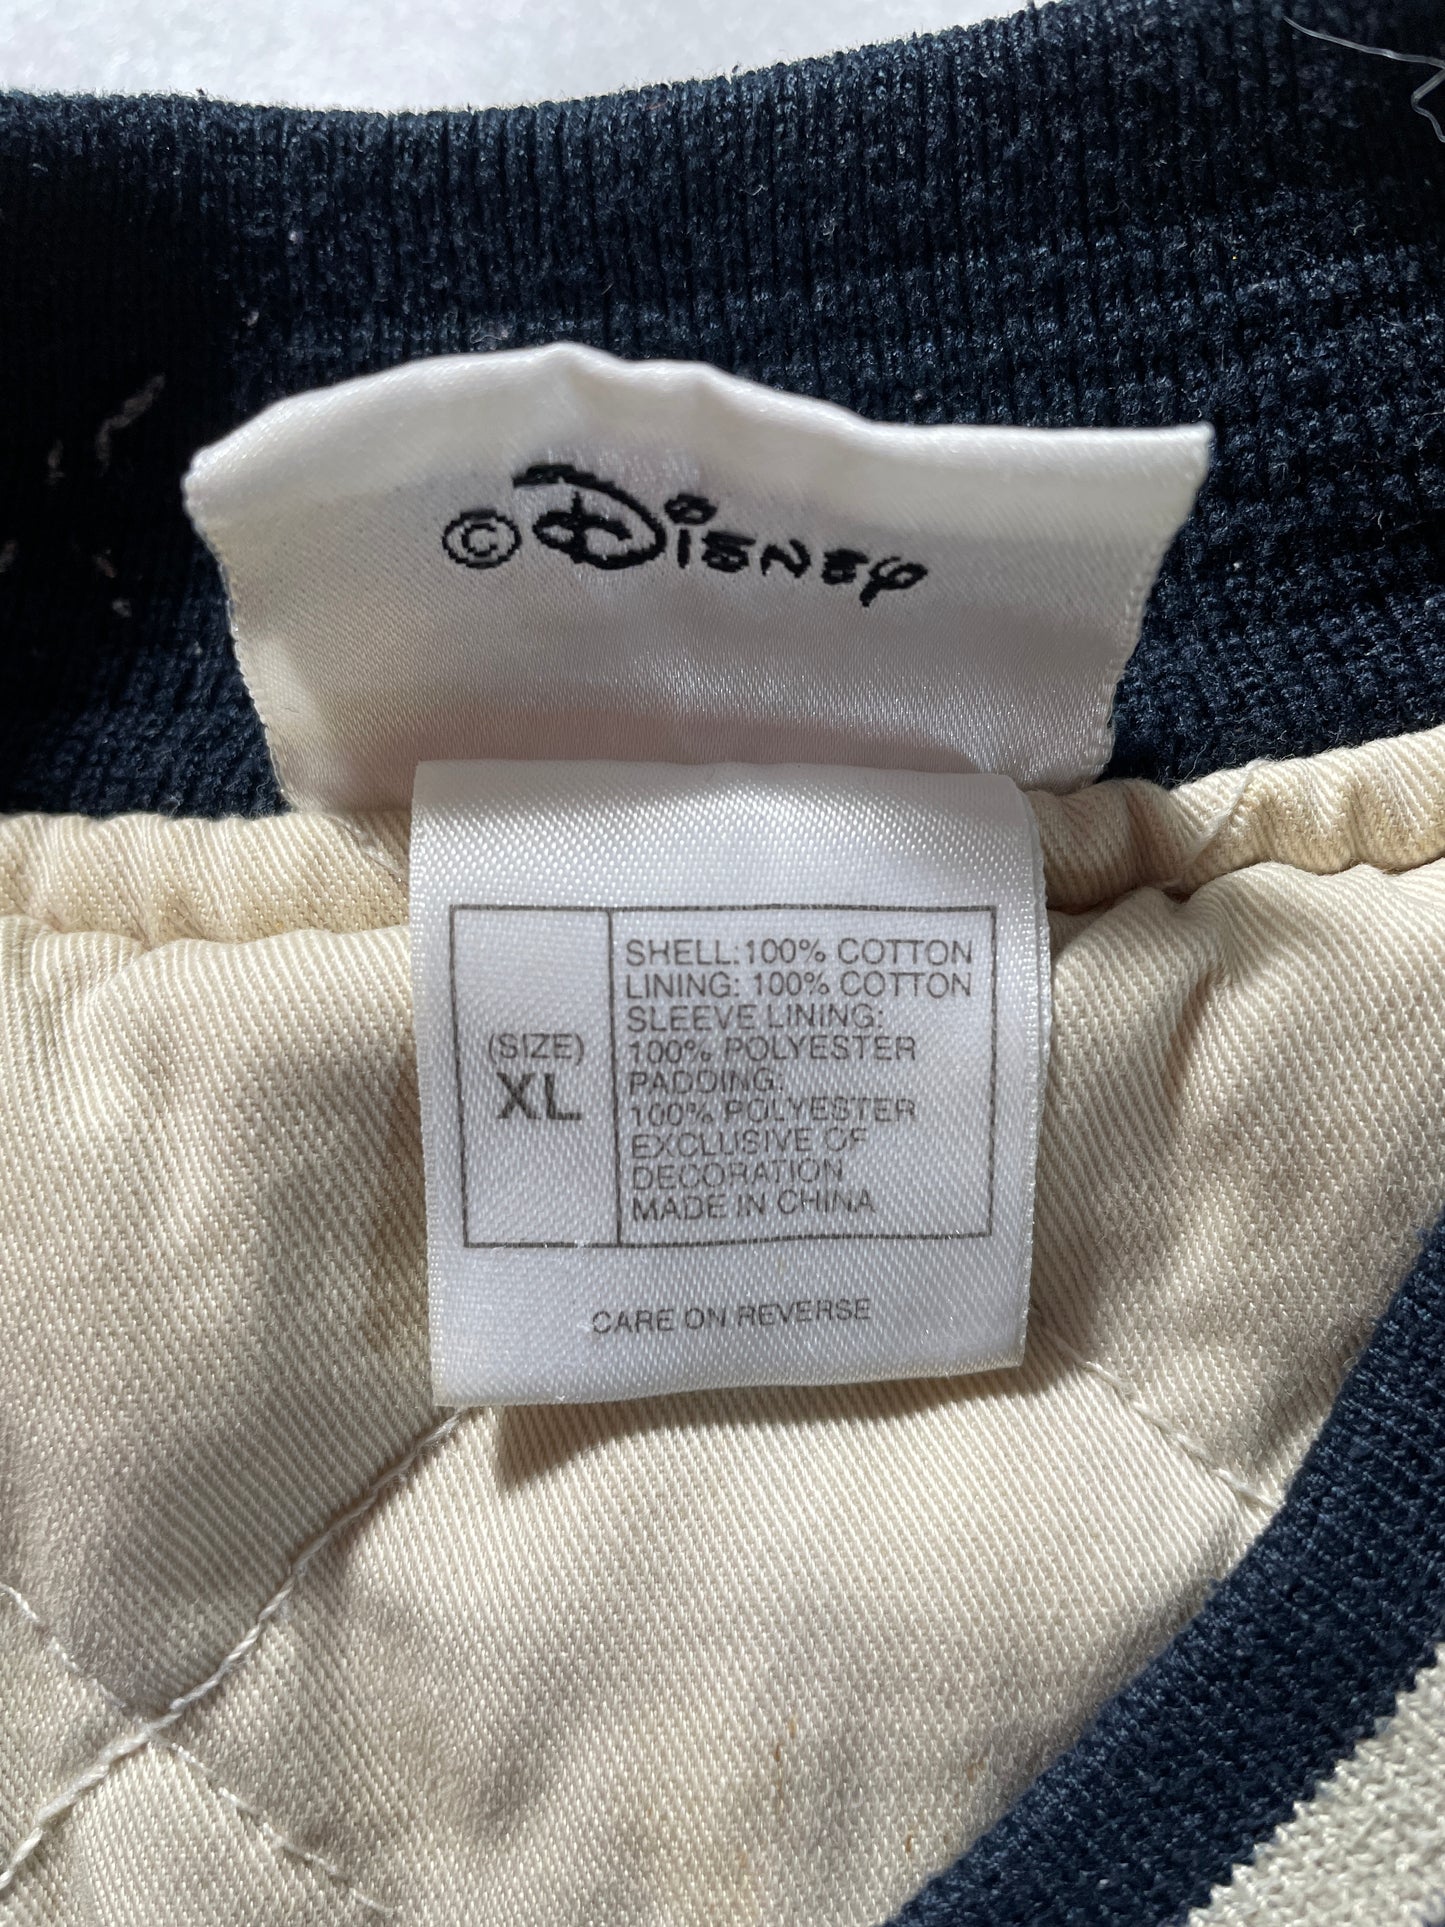 © Disney
(SIZE)
XL
SHELL:100% COTTON
LINING: 100% COTTON
SLEEVE LINING:
100% POLYESTER
PADDING:
100% POLYESTER
EXCLUSIVE OF
DECORATION
MADE IN CHINA
CARE ON REVERSE